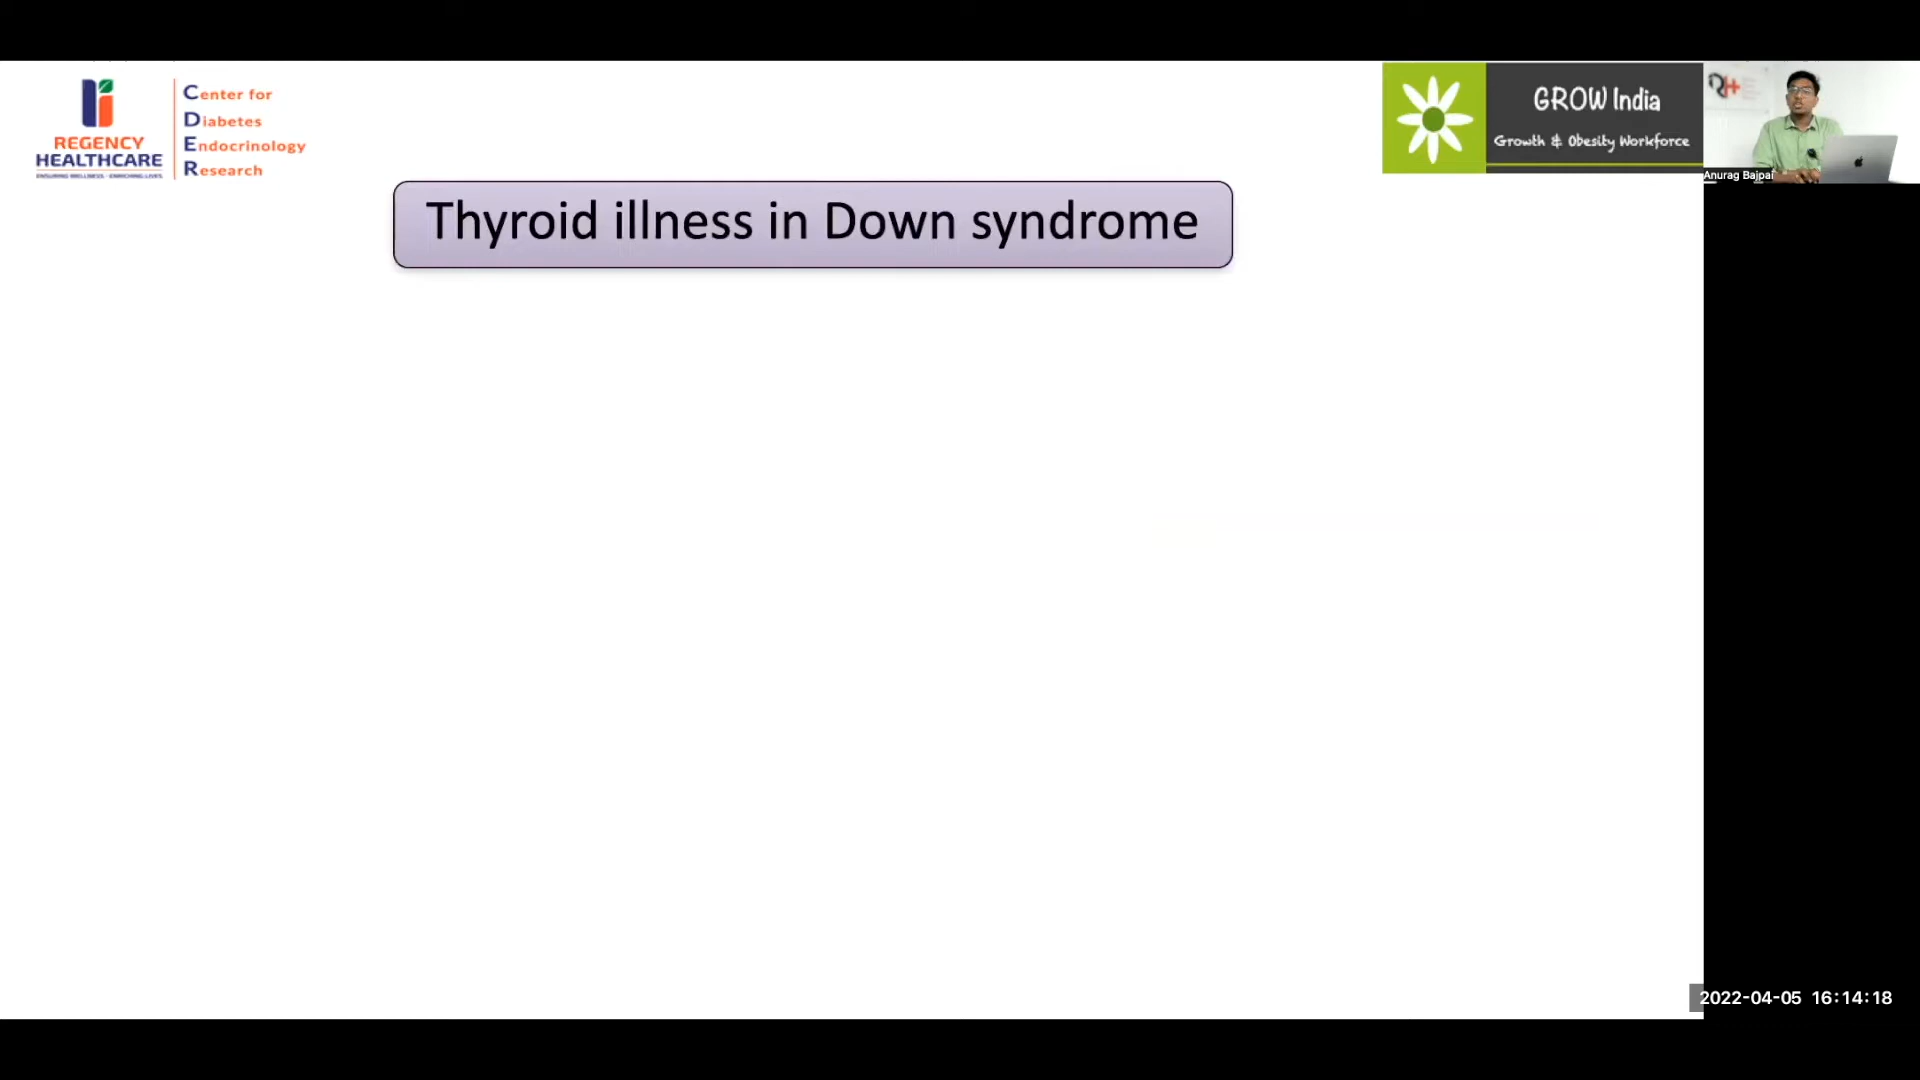 REGENCY
HEALTHCARE
ENSURING WELLNESS - ENRICHING LIVES
Center for
Diabetes
Endocrinology
Research
GROW India
Growth & Obesity Workforce
Anurag Bajpai
Thyroid illness in Down syndrome
2022-04-05 16:14:18